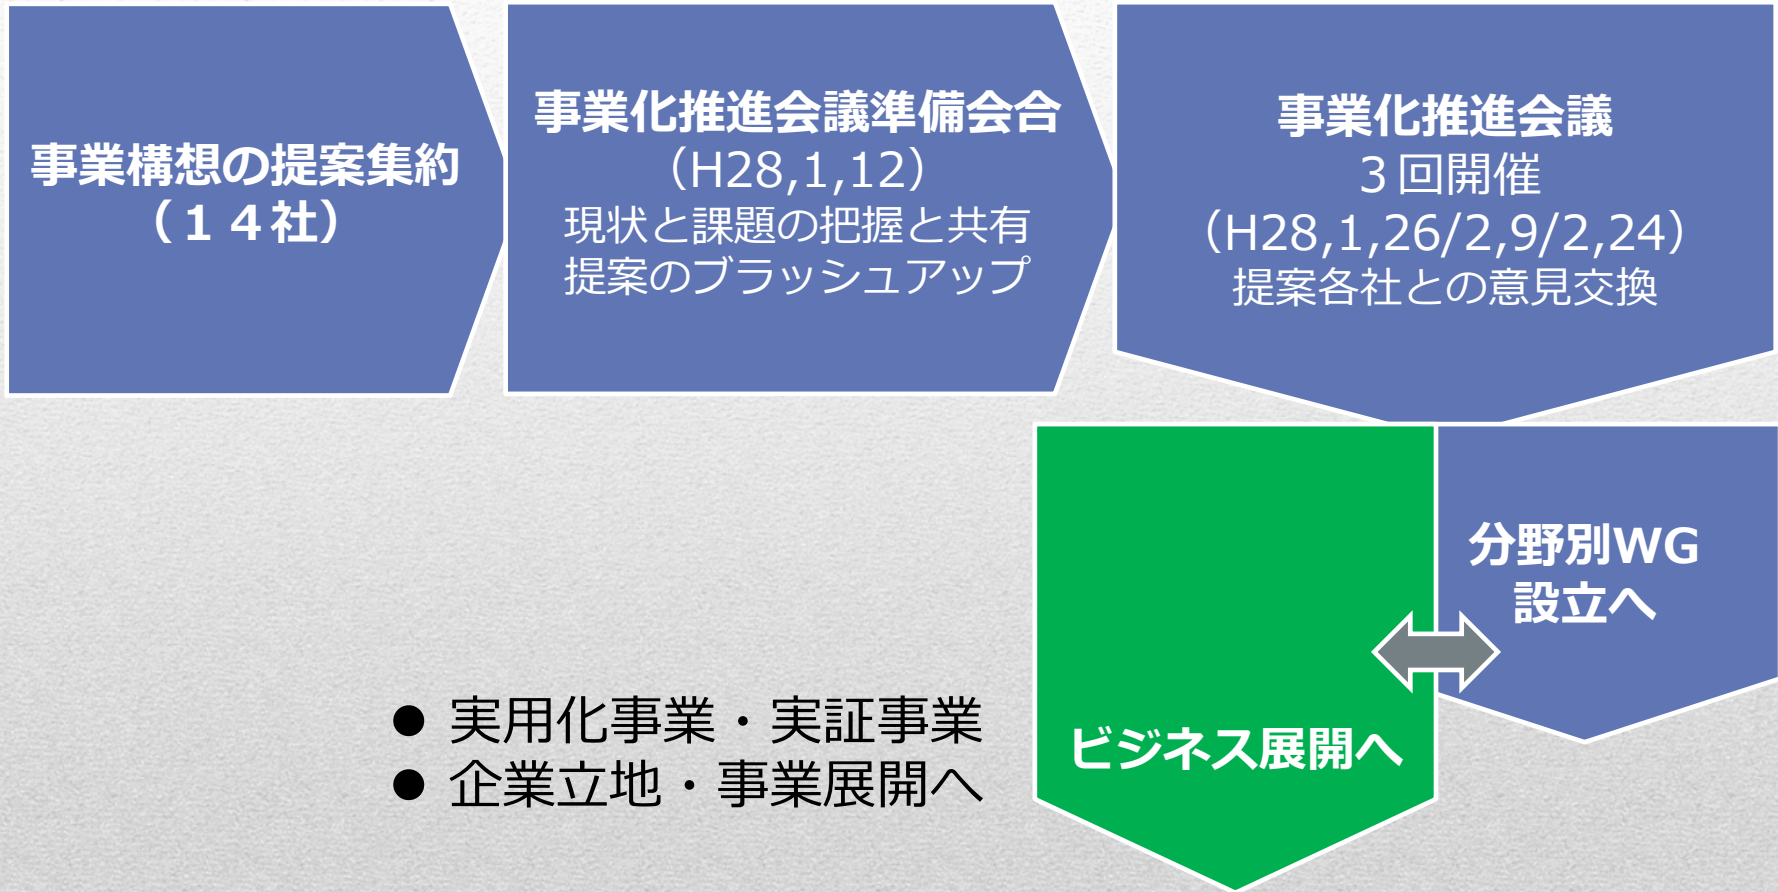 事業構想の提案集約
（１４社）
事業化推進会議準備会合
（H28,1,12）
現状と課題の把握と共有
提案のブラッシュアップ
事業化推進会議
３回開催
（H28,1,26/2,9/2,24）
提案各社との意見交換
分野別WG
設立へ
ビジネス展開へ
● 実用化事業・実証事業
● 企業立地・事業展開へ